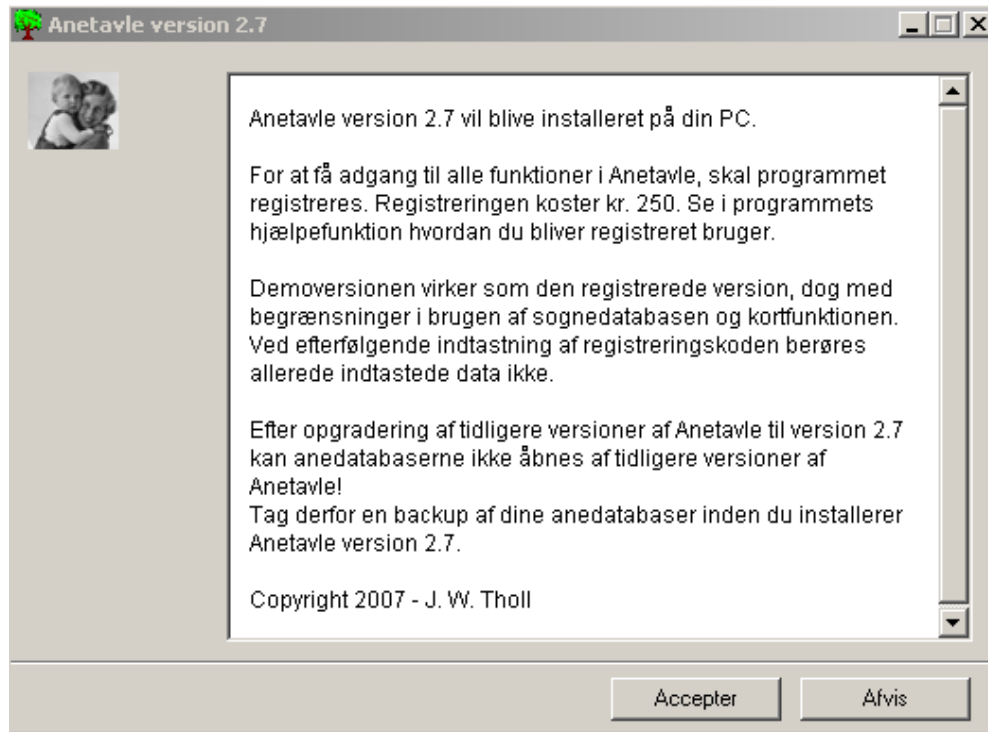 Anetavle version 2.7
Anetavle version 2.7 vil blive installeret på din PC.
For at få adgang til alle funktioner i Anetavle, skal programmet
registreres. Registreringen koster kr. 250. Se i programmets
hjælpefunktion hvordan du bliver registreret bruger.
Demoversionen virker som den registrerede version, dog med
begrænsninger i brugen af sognedatabasen og kortfunktionen.
Ved efterfølgende indtastning af registreringskoden berøres
allerede indtastede data ikke.
Efter opgradering af tidligere versioner af Anetavle til version 2.7
kan anedatabaserne ikke åbnes af tidligere versioner af
Anetavle!
Tag derfor en backup af dine anedatabaser inden du installerer
Anetavle version 2.7.
Copyright 2007 - J. W. Tholl
Accepter
Afvis